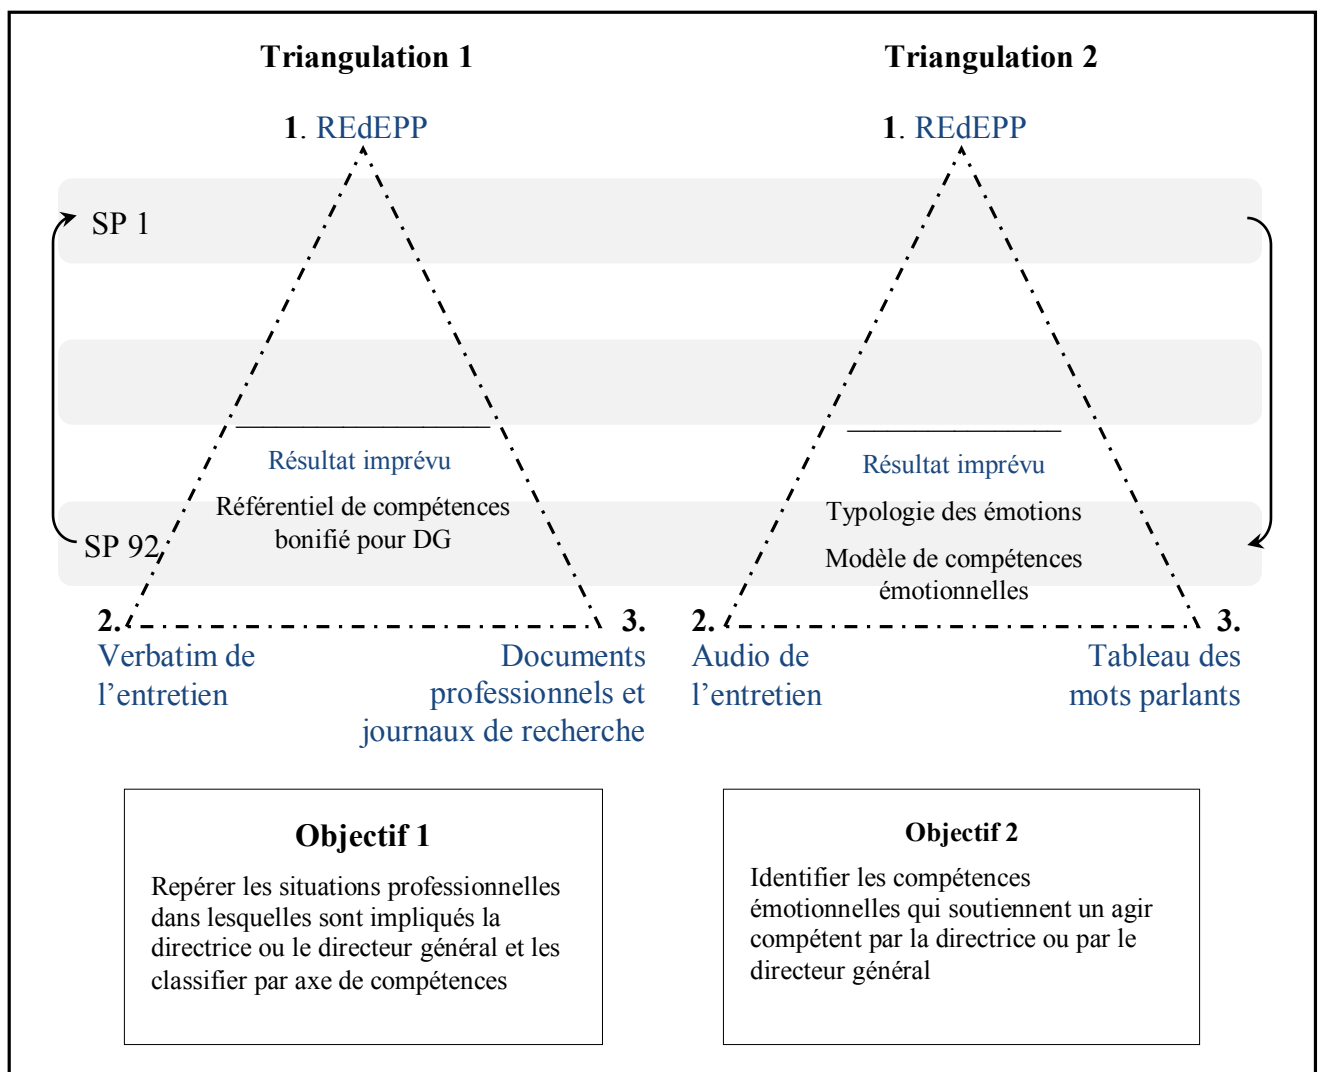 Triangulation 1
1. REdEPP
SP 1
Résultat imprévu
Référentiel de compétences
bonifié pour DG
SP 92
2.
Verbatim de
l’entretien
3.
Documents
professionnels et
journaux de recherche
Triangulation 2
1. REdEPP
Résultat imprévu
Typologie des émotions
Modèle de compétences
émotionnelles
2.
Audio de
l’entretien
3.
Tableau des
mots parlants
Objectif 1
Repérer les situations professionnelles
dans lesquelles sont impliqués la
directrice ou le directeur général et les
classifier par axe de compétences
Objectif 2
Identifier les compétences
émotionnelles qui soutiennent un agir
compétent par la directrice ou par le
directeur général